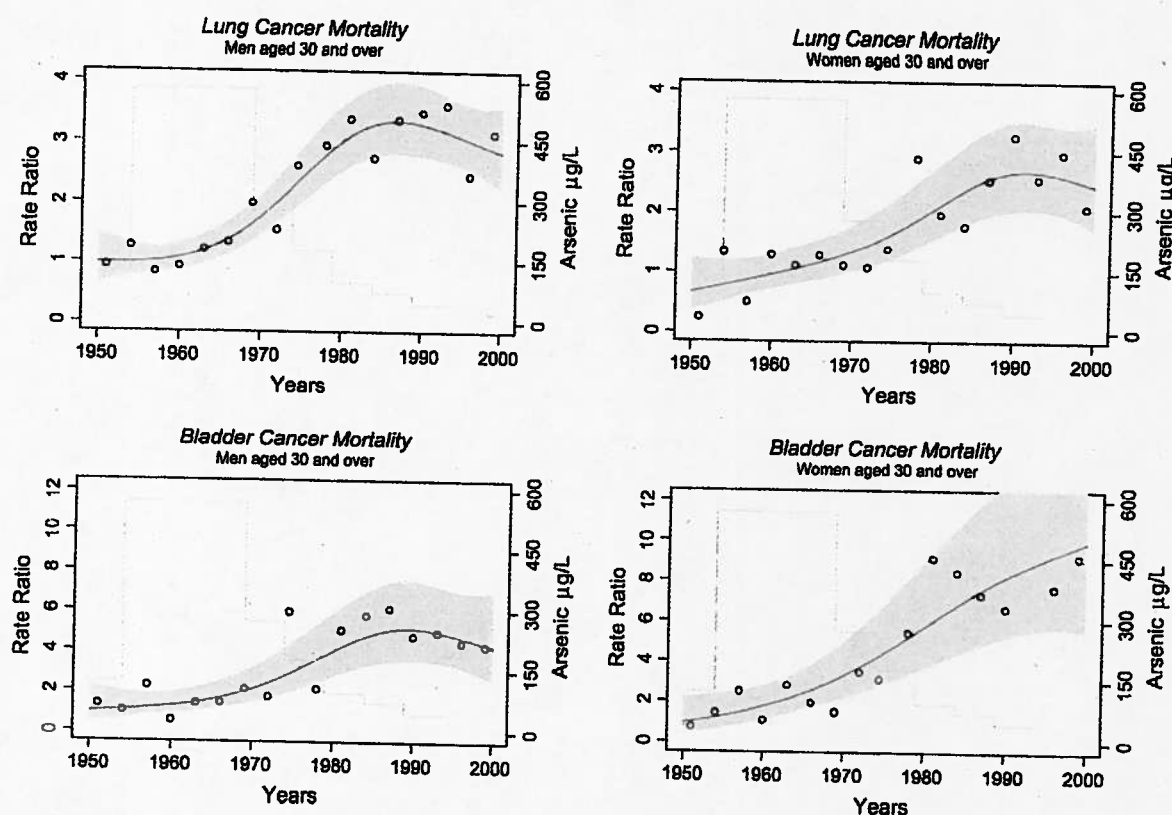 Lung Cancer Mortality
Men aged 30 and over
4
3
2
1
0
Rate Ratio
600
450
300
150
0
Arsenic µg/L
1950 1960 1970 1980 1990 2000
Years
Lung Cancer Mortality
Women aged 30 and over
4
3
2
1
0
Rate Ratio
600
450
300
150
0
Arsenic µg/L
1950 1960 1970 1980 1990 2000
Years
Bladder Cancer Mortality
Men aged 30 and over
12
10
8
6
4
2
0
Rate Ratio
600
450
300
150
0
Arsenic µg/L
1950 1960 1970 1980 1990 2000
Years
Bladder Cancer Mortality
Women aged 30 and over
12
10
8
6
4
2
0
Rate Ratio
600
450
300
150
0
Arsenic µg/L
1950 1960 1970 1980 1990 2000
Years